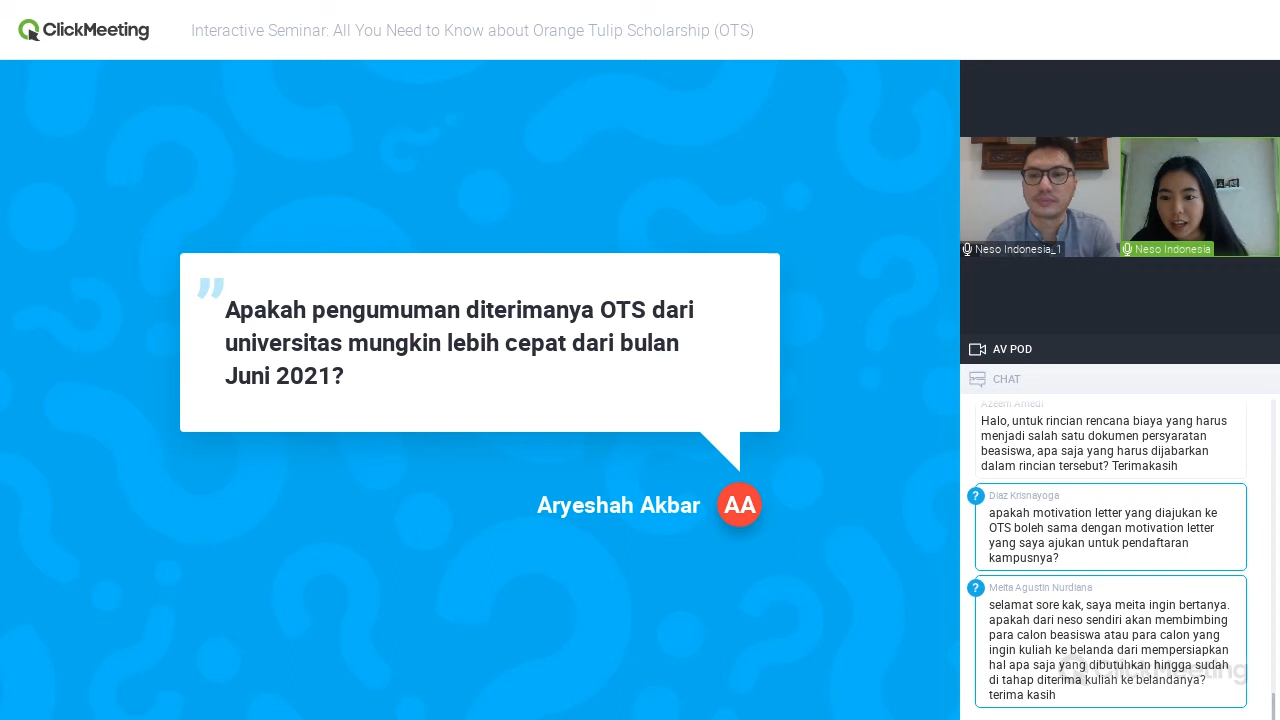 ClickMeeting
Interactive Seminar: All You Need to Know about Orange Tulip Scholarship (OTS)
Apakah pengumuman diterimanya OTS dari
universitas mungkin lebih cepat dari bulan
Juni 2021?
Aryeshah Akbar
AA
Neso Indonesia_1
Neso Indonesia
AV POD
CHAT
Azeem Amedi
Halo, untuk rincian rencana biaya yang harus
menjadi salah satu dokumen persyaratan
beasiswa, apa saja yang harus dijabarkan
dalam rincian tersebut? Terimakasih
?
Diaz Krisnayoga
apakah motivation letter yang diajukan ke
OTS boleh sama dengan motivation letter
yang saya ajukan untuk pendaftaran
kampusnya?
?
Meita Agustin Nurdiana
selamat sore kak, saya meita ingin bertanya.
apakah dari neso sendiri akan membimbing
para calon beasiswa atau para calon yang
ingin kuliah ke belanda dari mempersiapkan
hal apa saja yang dibutuhkan hingga sudah
di tahap diterima kuliah ke belandanya?
terima kasih
ClickMeeting